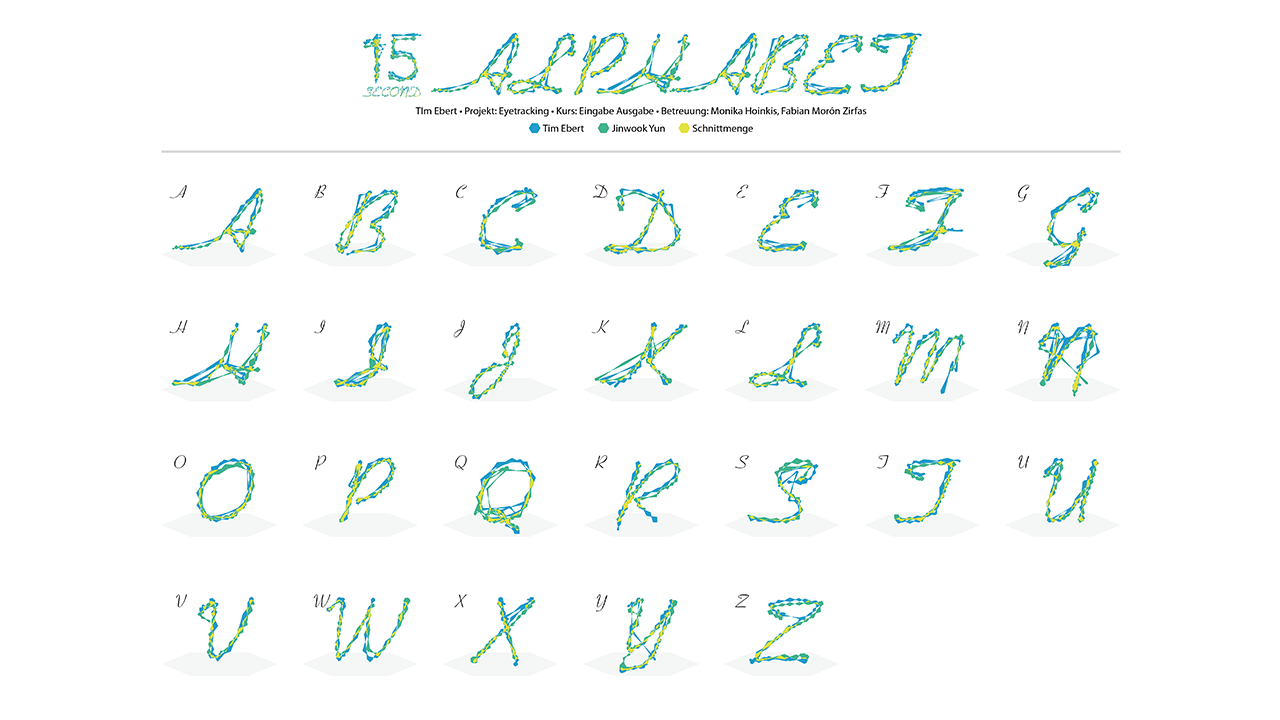 15 SECOND ALPHABET
TIm Ebert • Projekt: Eyetracking • Kurs: Eingabe Ausgabe • Betreuung: Monika Hoinkis, Fabian Morón Zirfas
Tim Ebert Jinwook Yun Schnittmenge
A A B B C C D D E E F F G G
H H I I J J K K L L M M N N
O O P P Q Q R R S S T T U U
V V W W X X Y Y Z Z